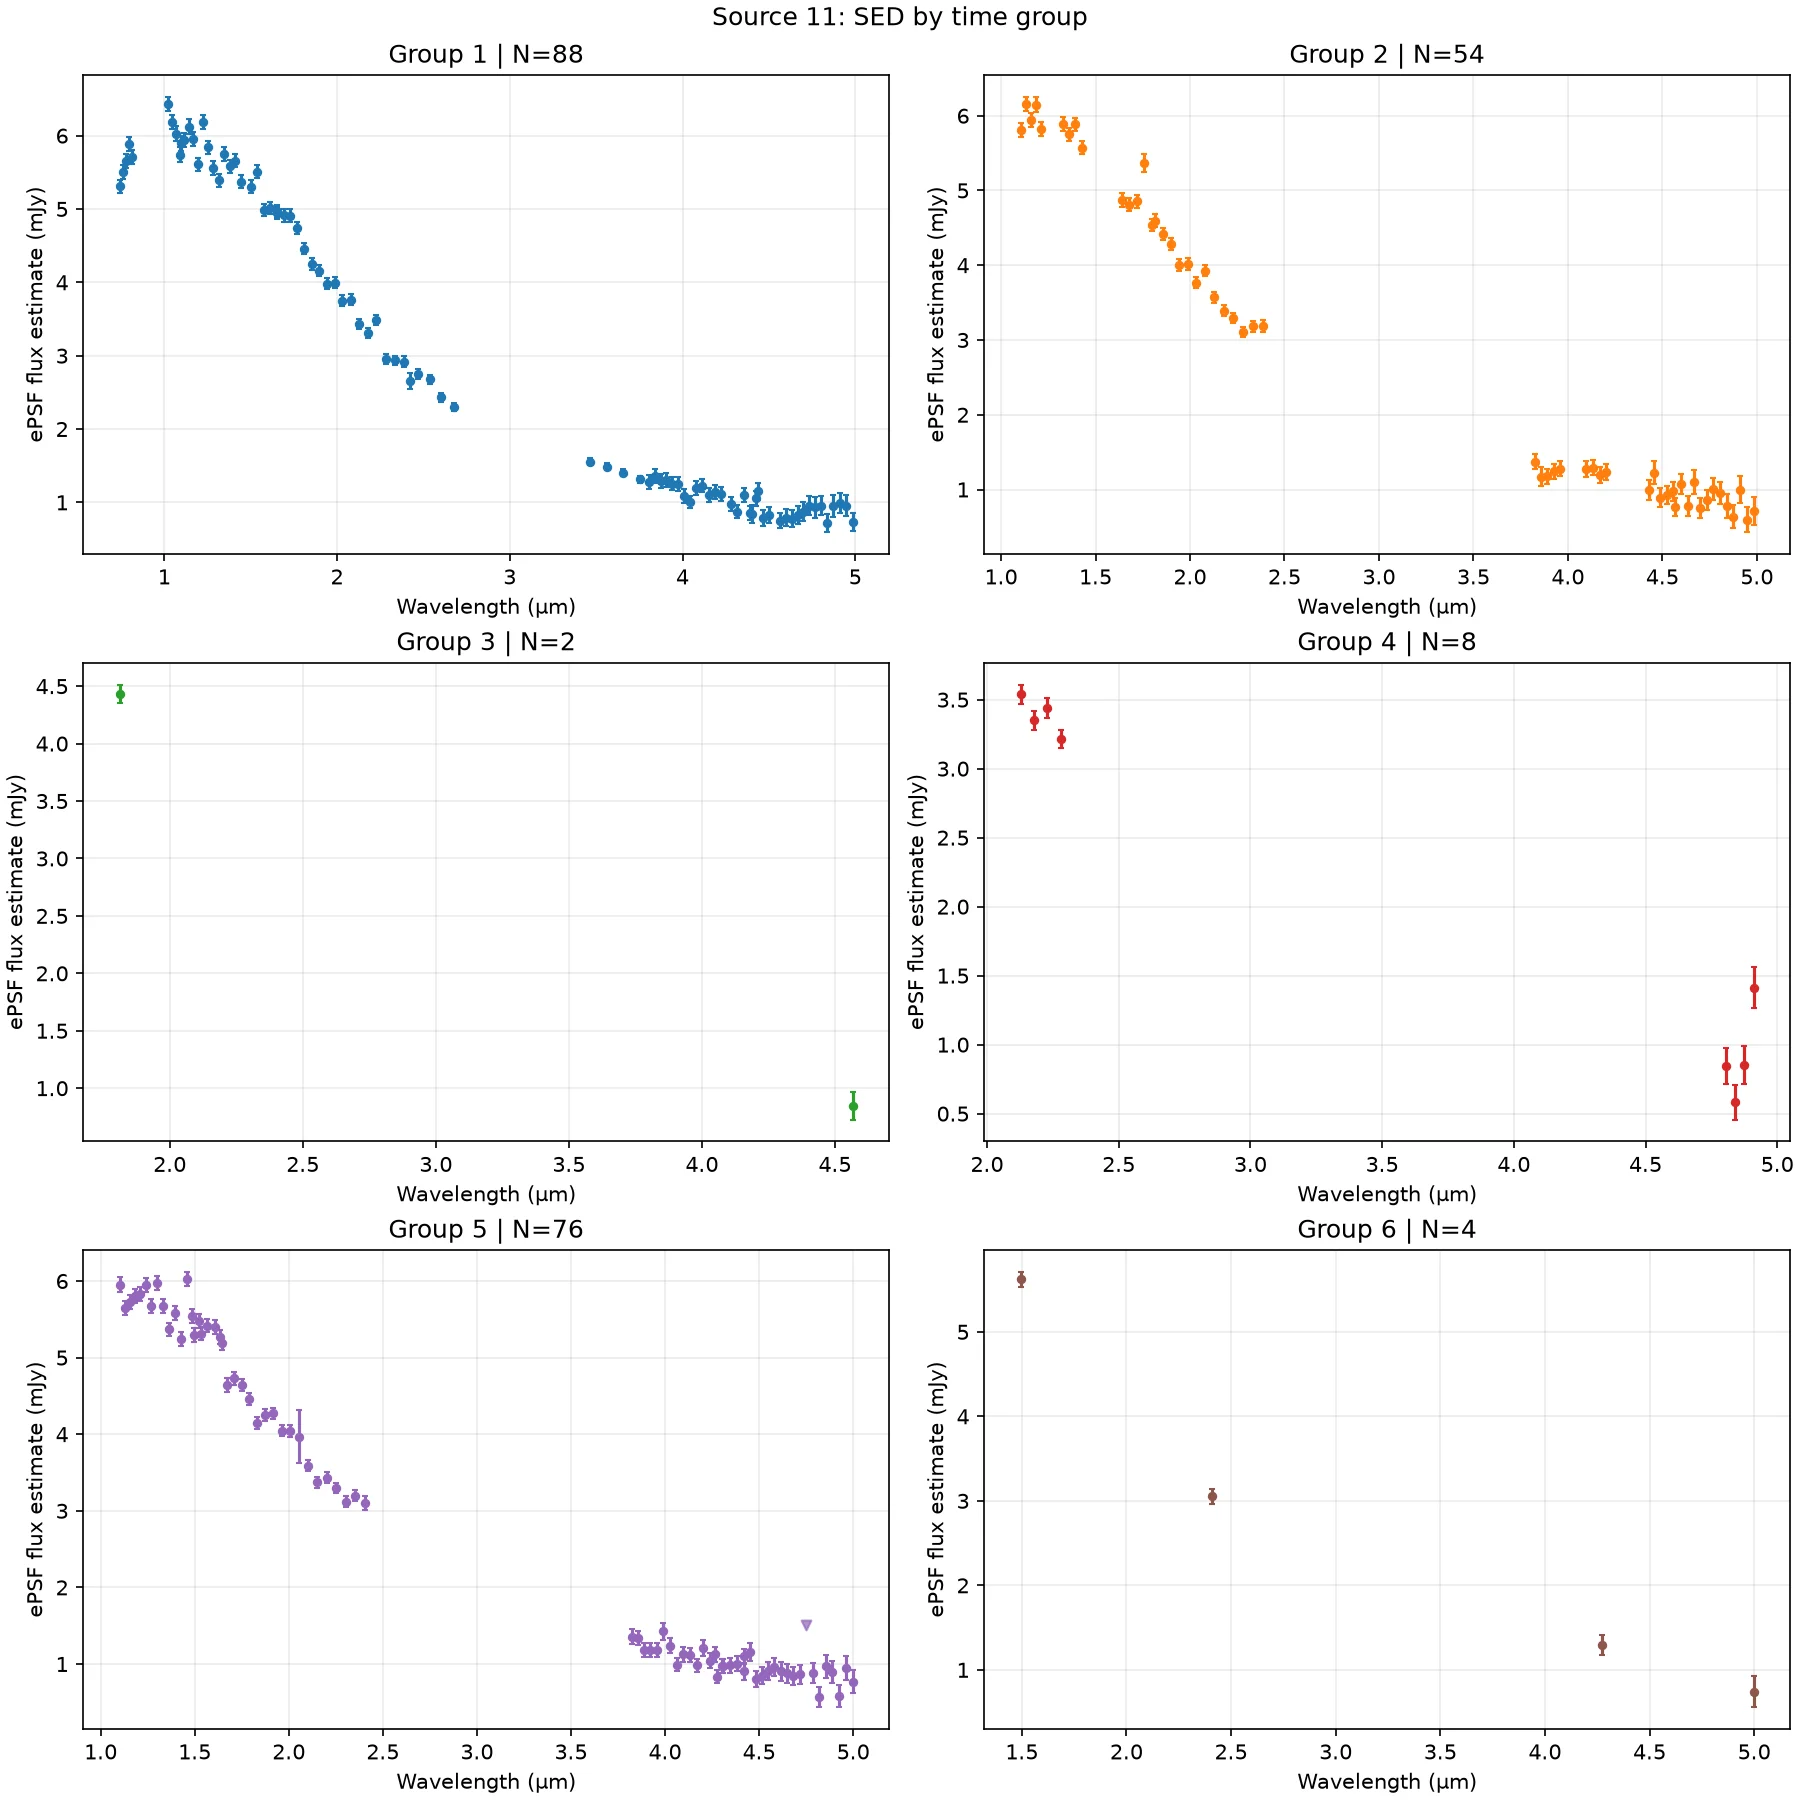 Source 11: SED by time group
Group 1 | N=88
ePSF flux estimate (mJy)
6
5
4
3
2
1
1 2 3 4 5
Wavelength (µm)
Group 2 | N=54
ePSF flux estimate (mJy)
6
5
4
3
2
1
1.0 1.5 2.0 2.5 3.0 3.5 4.0 4.5 5.0
Wavelength (µm)
Group 3 | N=2
ePSF flux estimate (mJy)
4.5
4.0
3.5
3.0
2.5
2.0
1.5
1.0
2.0 2.5 3.0 3.5 4.0 4.5
Wavelength (µm)
Group 4 | N=8
ePSF flux estimate (mJy)
3.5
3.0
2.5
2.0
1.5
1.0
0.5
2.0 2.5 3.0 3.5 4.0 4.5 5.0
Wavelength (µm)
Group 5 | N=76
ePSF flux estimate (mJy)
6
5
4
3
2
1
1.0 1.5 2.0 2.5 3.0 3.5 4.0 4.5 5.0
Wavelength (µm)
Group 6 | N=4
ePSF flux estimate (mJy)
5
4
3
2
1
1.5 2.0 2.5 3.0 3.5 4.0 4.5 5.0
Wavelength (µm)